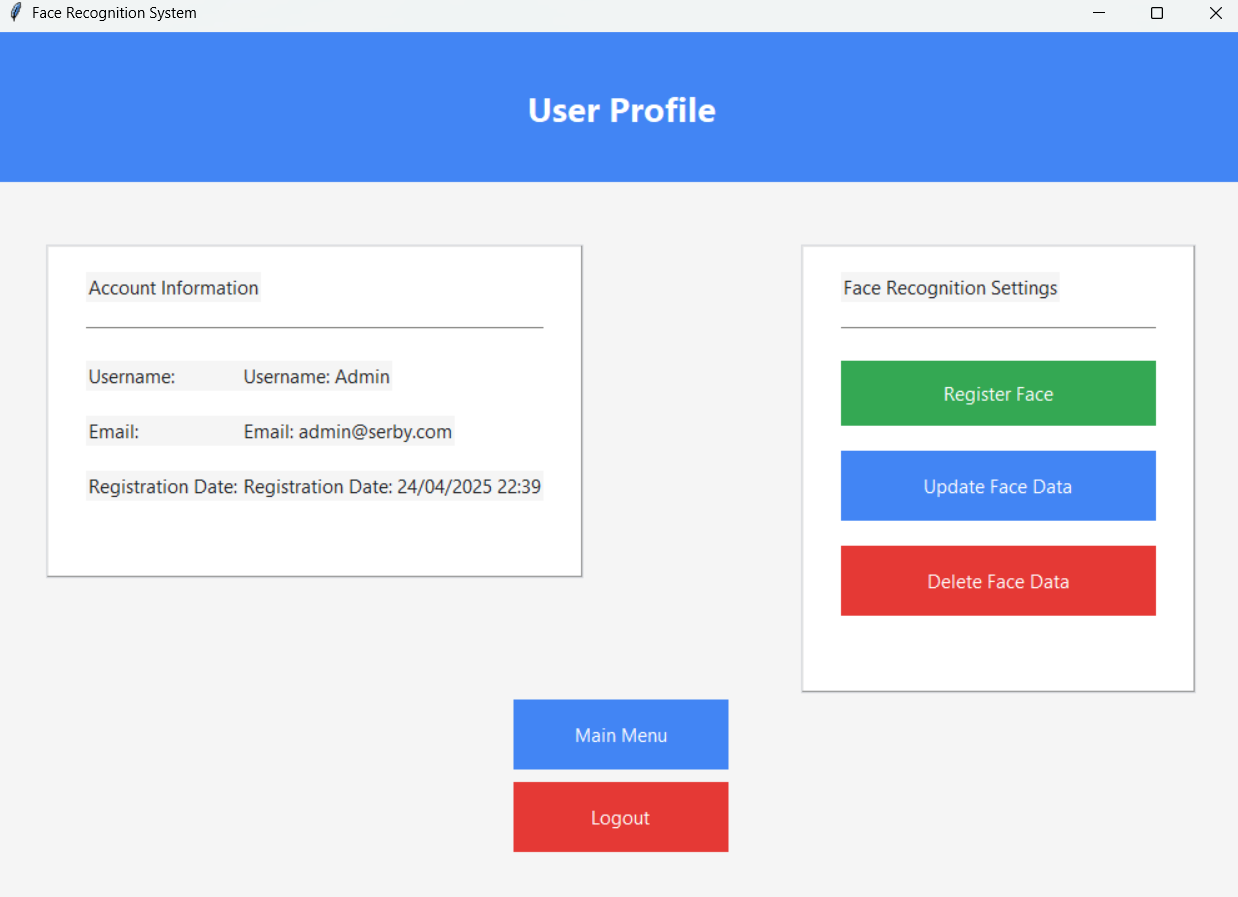 Face Recognition System
User Profile
Account Information
Username: Username: Admin
Email: Email: admin@serby.com
Registration Date: Registration Date: 24/04/2025 22:39
Face Recognition Settings
Register Face
Update Face Data
Delete Face Data
Main Menu
Logout